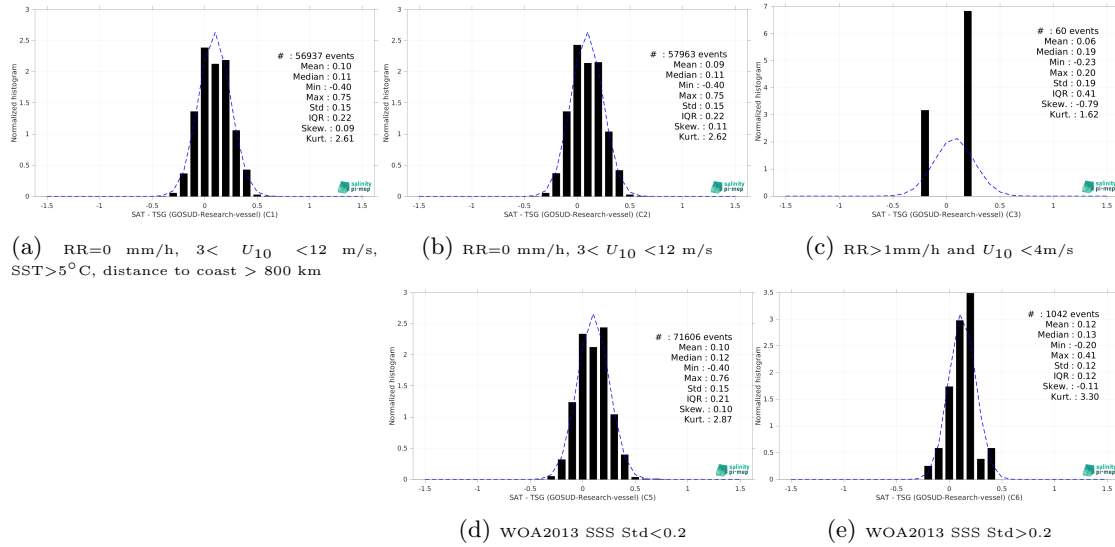 3
2.5
2
1.5
1
0.5
0
Normalized histogram
# : 56937 events
Mean : 0.10
Median : 0.11
Min : -0.40
Max : 0.75
Std : 0.15
IQR : 0.22
Skew. : 0.09
Kurt. : 2.61
salinity
pi-mep
-1.5 -1 -0.5 0 0.5 1 1.5
SAT - TSG (GOSUD-Research-vessel) (C1)
(a) RR=0 mm/h, 3< U10 <12 m/s,
SST>5°C, distance to coast > 800 km
3
2.5
2
1.5
1
0.5
0
Normalized histogram
# : 57963 events
Mean : 0.09
Median : 0.11
Min : -0.40
Max : 0.75
Std : 0.15
IQR : 0.22
Skew. : 0.11
Kurt. : 2.62
salinity
pi-mep
-1.5 -1 -0.5 0 0.5 1 1.5
SAT - TSG (GOSUD-Research-vessel) (C2)
(b) RR=0 mm/h, 3< U10 <12 m/s
7
6
5
4
3
2
1
0
Normalized histogram
# : 60 events
Mean : 0.06
Median : 0.19
Min : -0.23
Max : 0.20
Std : 0.19
IQR : 0.41
Skew. : -0.79
Kurt. : 1.62
salinity
pi-mep
-1.5 -1 -0.5 0 0.5 1 1.5
SAT - TSG (GOSUD-Research-vessel) (C3)
(c) RR>1mm/h and U10 <4m/s
3
2.5
2
1.5
1
0.5
0
Normalized histogram
# : 71606 events
Mean : 0.10
Median : 0.12
Min : -0.40
Max : 0.76
Std : 0.15
IQR : 0.21
Skew. : 0.10
Kurt. : 2.87
salinity
pi-mep
-1.5 -1 -0.5 0 0.5 1 1.5
SAT - TSG (GOSUD-Research-vessel) (C5)
(d) WOA2013 SSS Std<0.2
3.5
3
2.5
2
1.5
1
0.5
0
Normalized histogram
# : 1042 events
Mean : 0.12
Median : 0.13
Min : -0.20
Max : 0.41
Std : 0.12
IQR : 0.12
Skew. : -0.11
Kurt. : 3.30
salinity
pi-mep
-1.5 -1 -0.5 0 0.5 1 1.5
SAT - TSG (GOSUD-Research-vessel) (C6)
(e) WOA2013 SSS Std>0.2